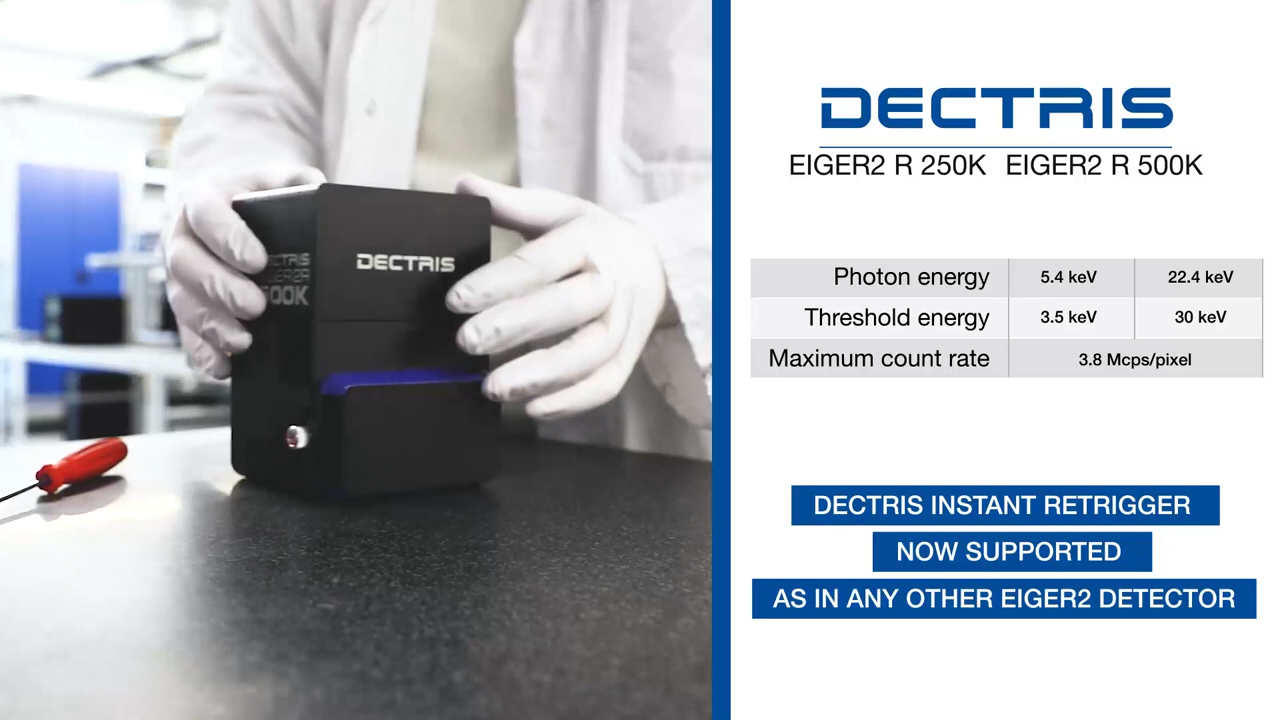 DECTRIS
500K
DECTRIS
DECTRIS
EIGER2 R 250K EIGER2 R 500K
Photon energy 5.4 keV 22.4 keV
Threshold energy 3.5 keV 30 keV
Maximum count rate 3.8 Mcps/pixel
DECTRIS INSTANT RETRIGGER
NOW SUPPORTED
AS IN ANY OTHER EIGER2 DETECTOR